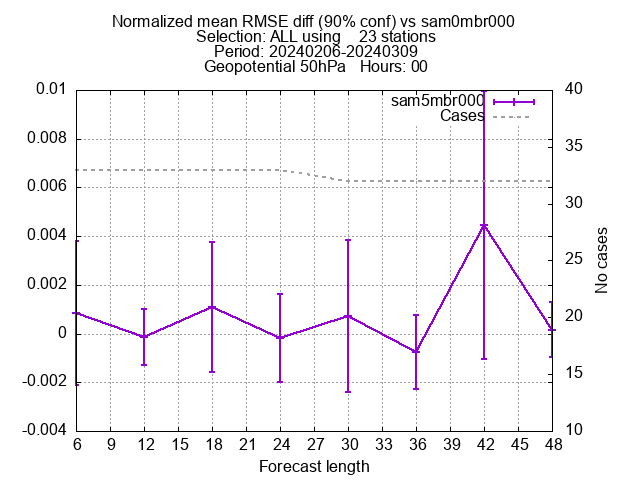 Normalized mean RMSE diff (90% conf) vs sam0mbr000
Selection: ALL using    23 stations
Period: 20240206-20240309
Geopotential 50hPa   Hours: 00
sam5mbr000
Cases
0.01
0.008
0.006
0.004
0.002
0
-0.002
-0.004
40
35
30
25
20
15
10
No cases
6 9 12 15 18 21 24 27 30 33 36 39 42 45 48
Forecast length